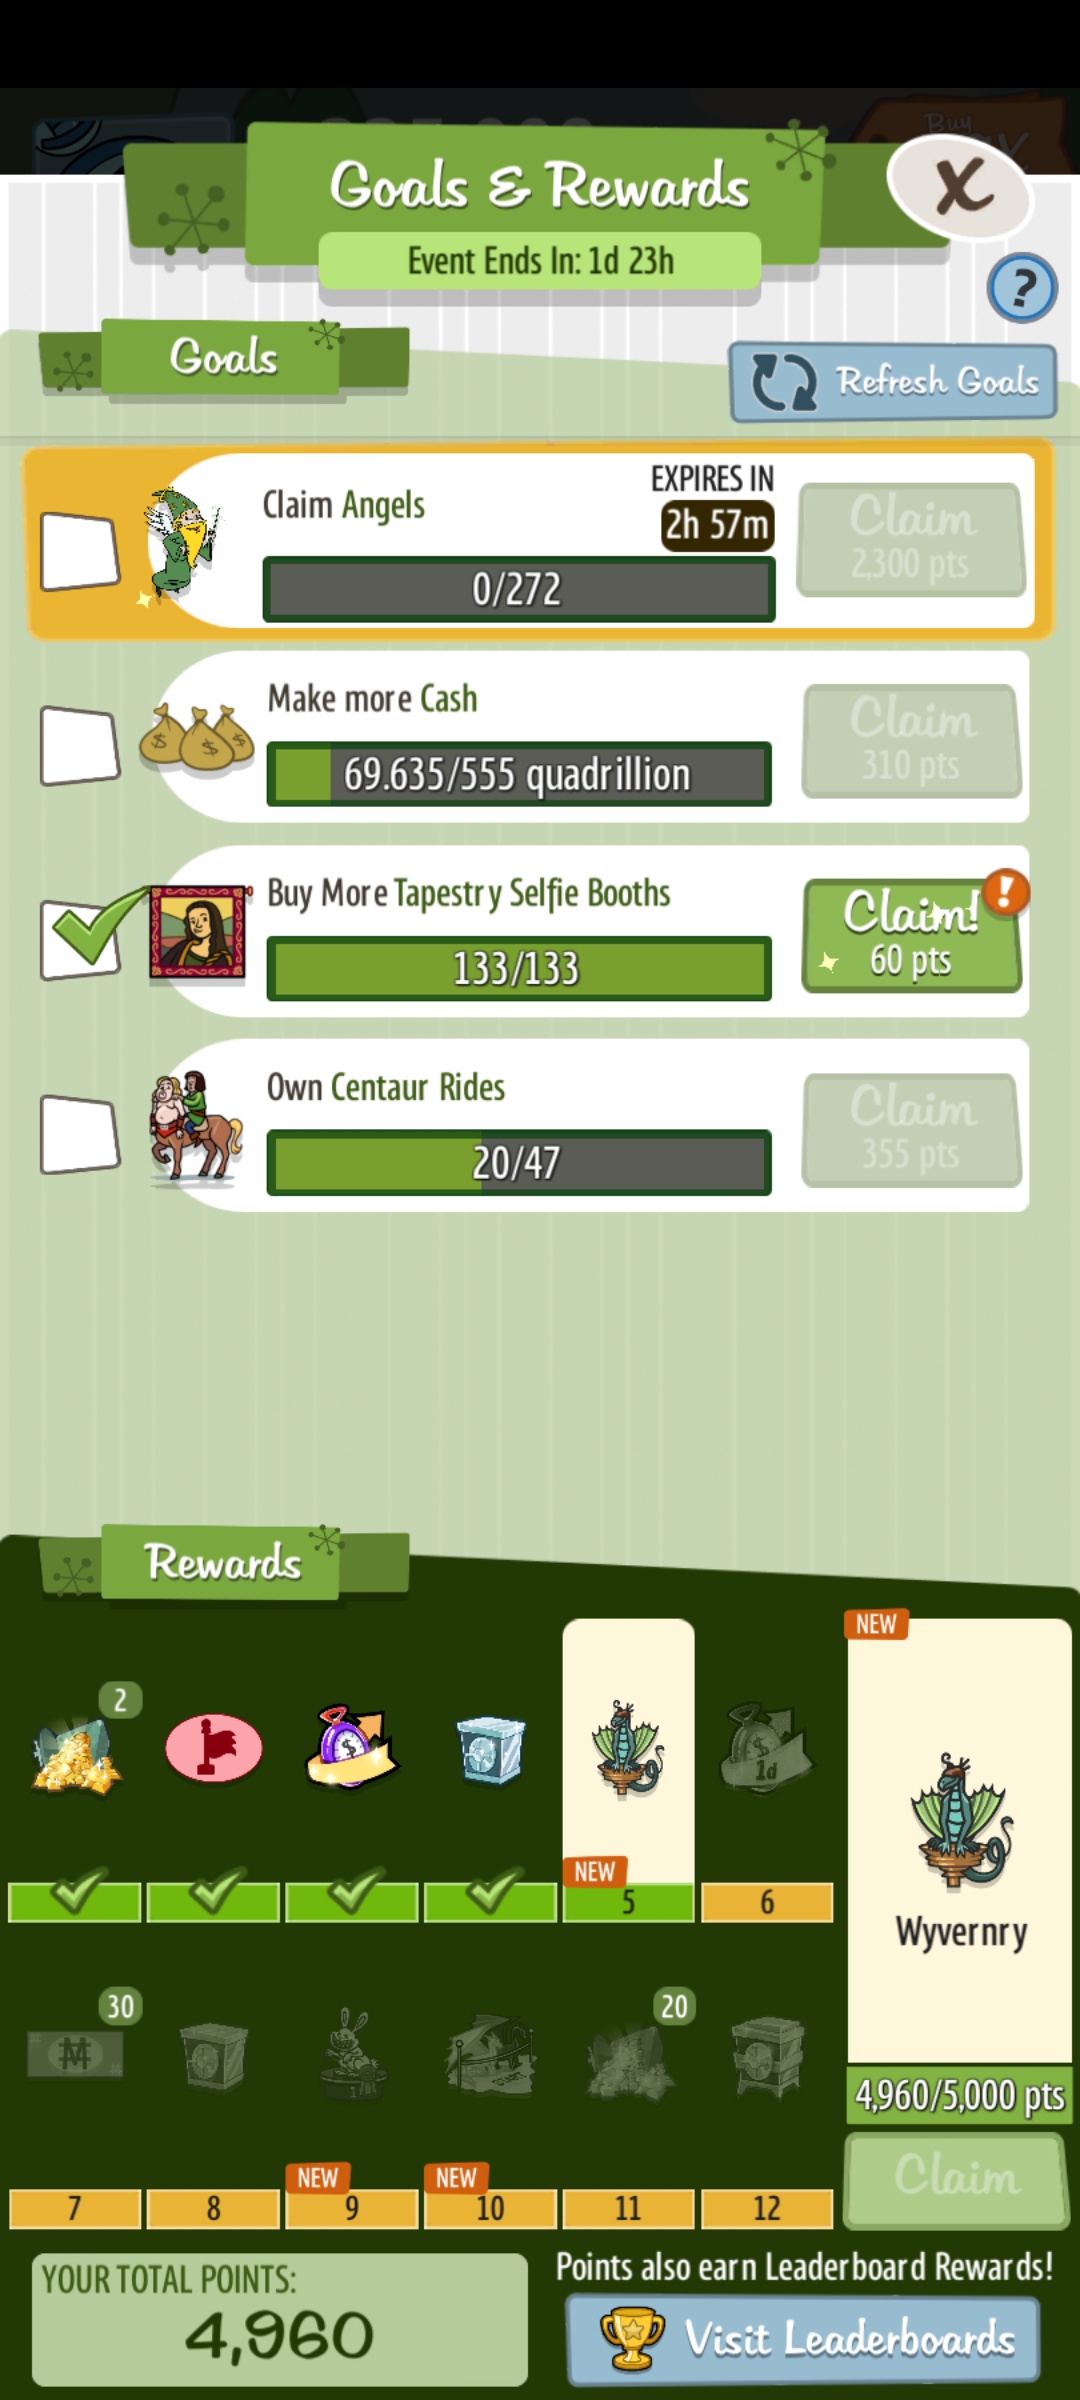 Buy
Goals & Rewards
X
Event Ends In: 1d 23h
?
Goals
Refresh Goals
Claim Angels
EXPIRES IN
2h 57m
0/272
Claim
2,300 pts
Make more Cash
69.635/555 quadrillion
Claim
310 pts
Buy More Tapestry Selfie Booths
133/133
Claim!
60 pts
!
Own Centaur Rides
20/47
Claim
355 pts
Rewards
NEW
2
1d
NEW
5
6
Wyvernry
30
20
1
4,960/5,000 pts
Claim
NEW
NEW
7
8
9
10
11
12
YOUR TOTAL POINTS:
4,960
Points also earn Leaderboard Rewards!
Visit Leaderboards